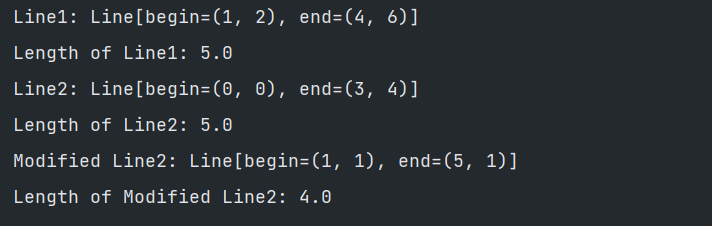 Line1: Line[begin=(1, 2), end=(4, 6)]
Length of Line1: 5.0
Line2: Line[begin=(0, 0), end=(3, 4)]
Length of Line2: 5.0
Modified Line2: Line[begin=(1, 1), end=(5, 1)]
Length of Modified Line2: 4.0